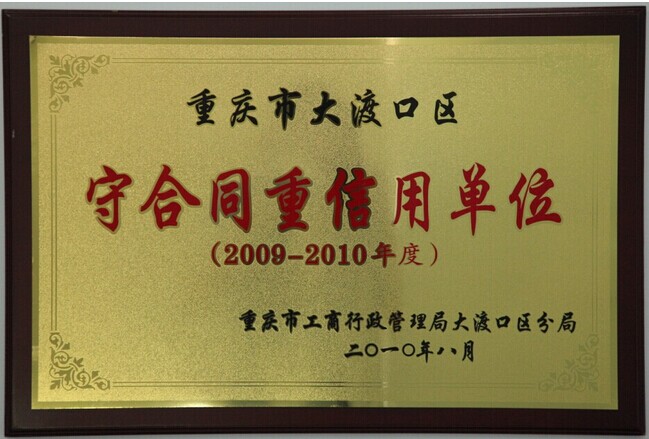 重庆市大渡口区
守合同重信用单位
(2009-2010年度)
重庆市工商行政管理局大渡口区分局
二〇一〇年八月